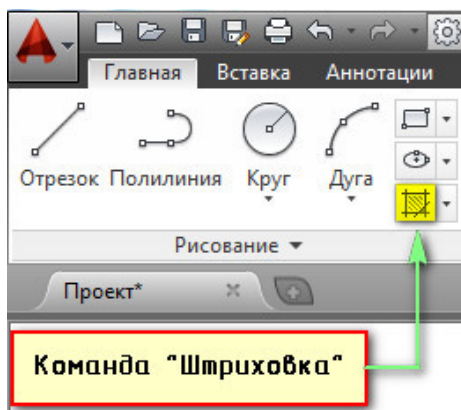 Главная Вставка Аннотации
Отрезок Полилиния Круг Дуга
Рисование
Проект*
Команда "Штриховка"